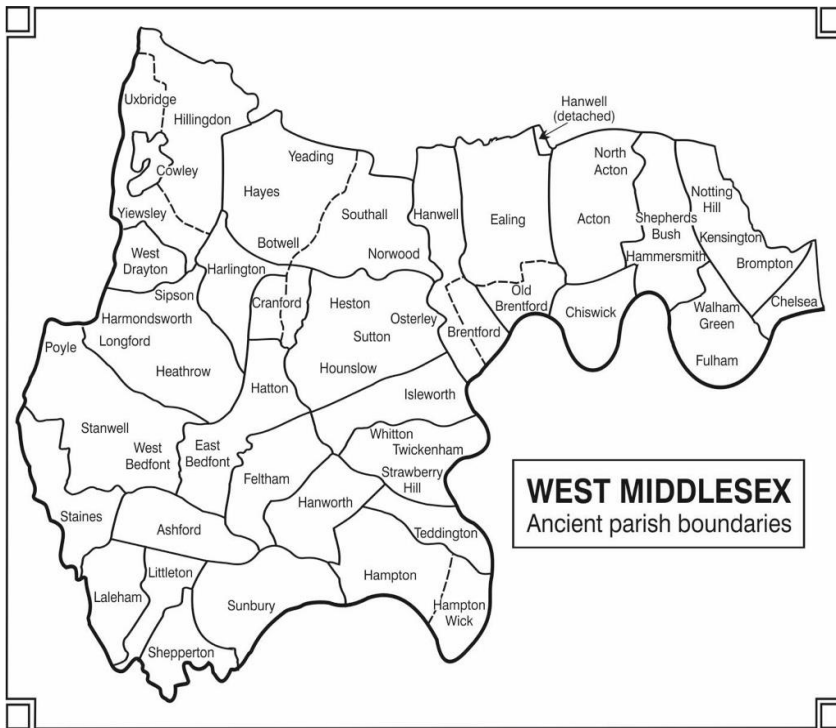 Hanwell
(detached)
Uxbridge
Hillingdon
Cowley
Yiewsley
West
Drayton
Yeading
Hayes
Botwell
Southall
Norwood
Hanwell
Ealing
North
Acton
Acton
Shepherds
Bush
Hammersmith
Notting
Hill
Kensington
Brompton
Chelsea
Harlington
Sipson
Harmondsworth
Longford
Heathrow
Cranford
Heston
Sutton
Osterley
Hounslow
Brentford
Old
Brentford
Chiswick
Walham
Green
Fulham
Poyle
Stanwell
West
Bedfont
East
Bedfont
Hatton
Isleworth
Whitton
Twickenham
Strawberry
Hill
Feltham
Hanworth
Staines
Ashford
Teddington
Laleham
Littleton
Shepperton
Sunbury
Hampton
Hampton
Wick
WEST MIDDLESEX
Ancient parish boundaries